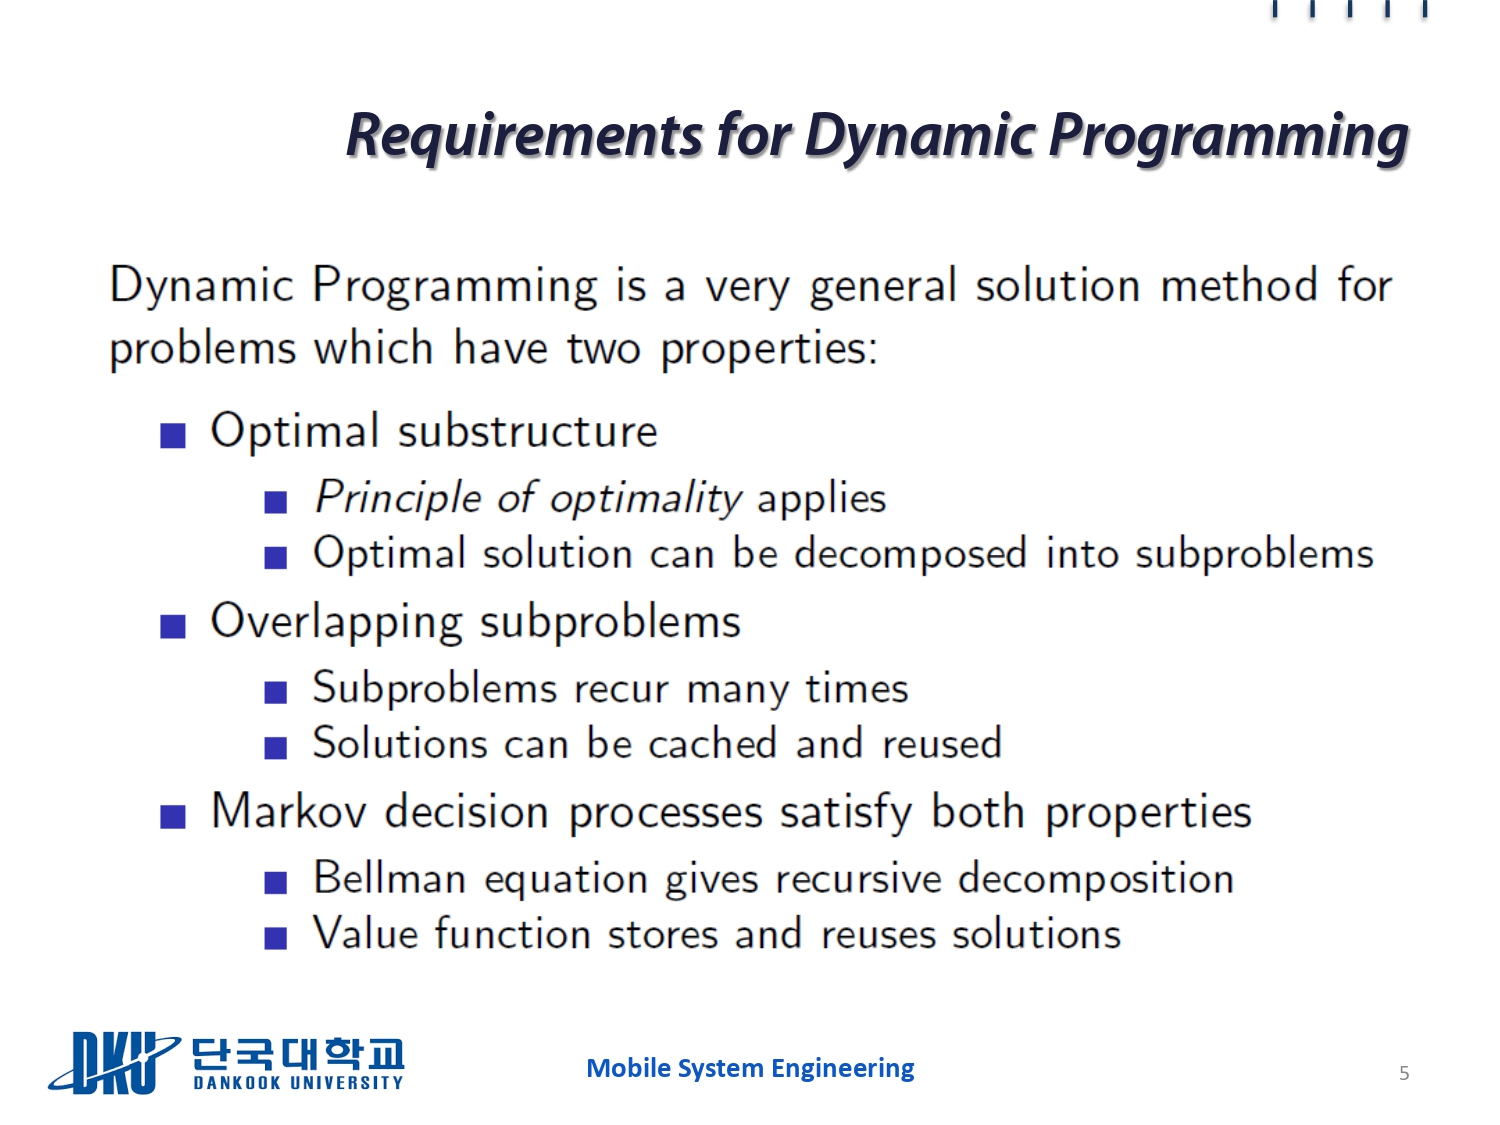 Requirements for Dynamic Programming
Dynamic Programming is a very general solution method for
problems which have two properties:
Optimal substructure
Principle of optimality applies
Optimal solution can be decomposed into subproblems
Overlapping subproblems
Subproblems recur many times
Solutions can be cached and reused
Markov decision processes satisfy both properties
Bellman equation gives recursive decomposition
Value function stores and reuses solutions
DKU 단국대학교
DANKOOK UNIVERSITY
Mobile System Engineering
5